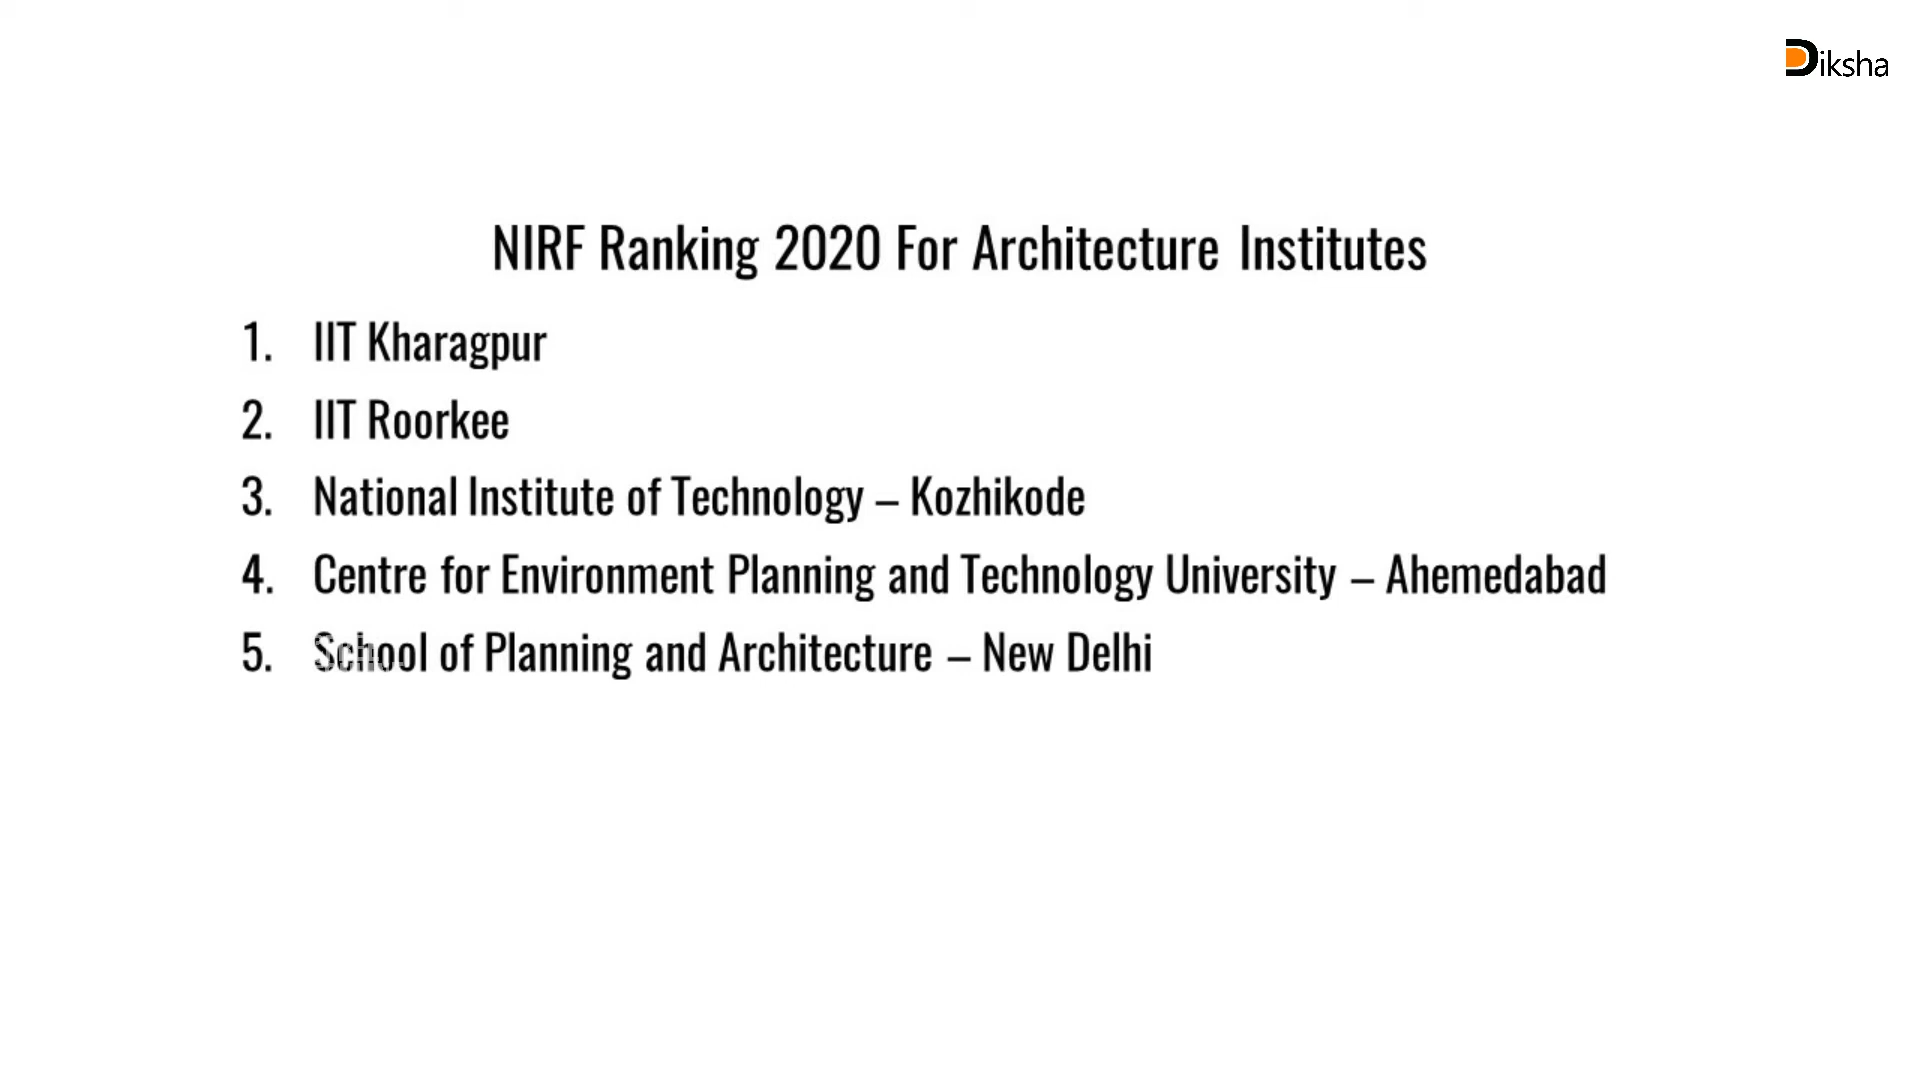 Diksha
NIRF Ranking 2020 For Architecture Institutes
1. IIT Kharagpur
2. IIT Roorkee
3. National Institute of Technology – Kozhikode
4. Centre for Environment Planning and Technology University – Ahemedabad
5. School of Planning and Architecture – New Delhi